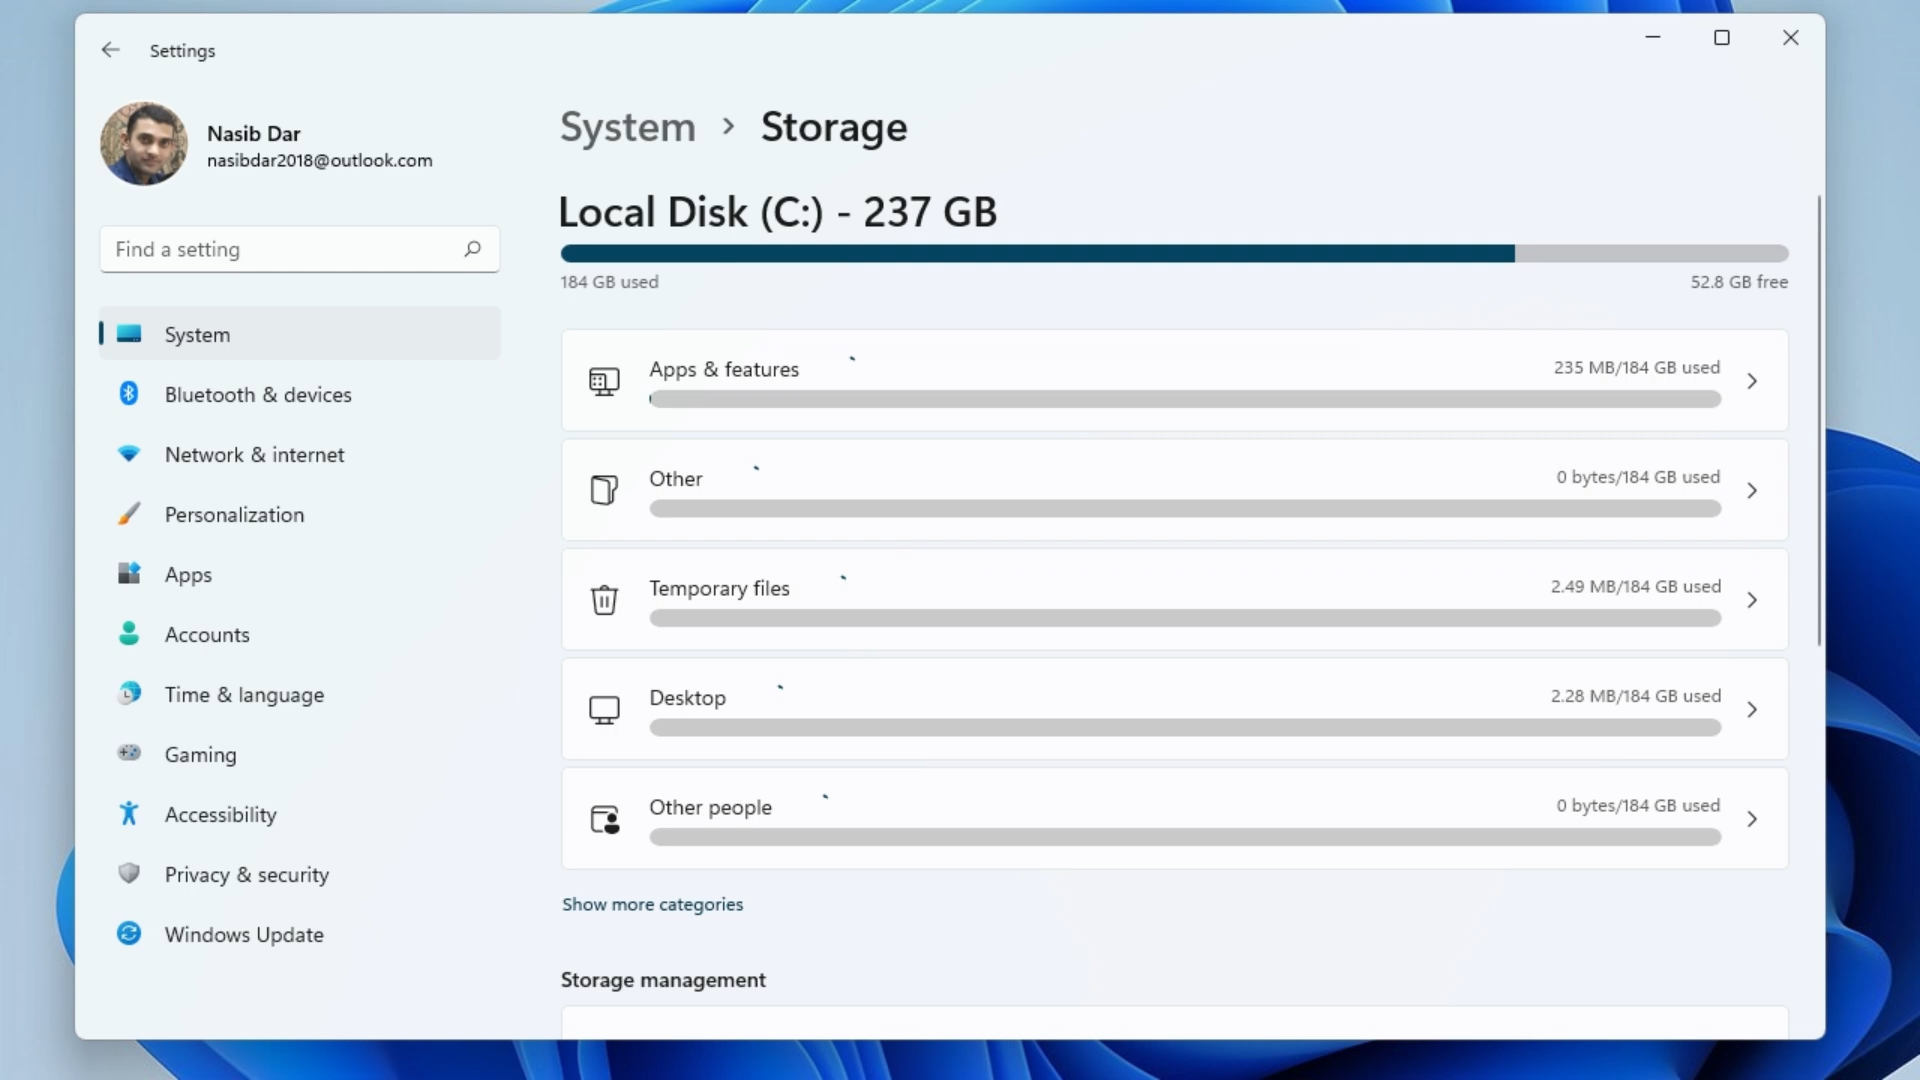 Settings
Nasib Dar
nasibdar2018@outlook.com
Find a setting
System
Bluetooth & devices
Network & internet
Personalization
Apps
Accounts
Time & language
Gaming
Accessibility
Privacy & security
Windows Update
System > Storage
Local Disk (C:) - 237 GB
184 GB used 52.8 GB free
Apps & features 235 MB/184 GB used
Other 0 bytes/184 GB used
Temporary files 2.49 MB/184 GB used
Desktop 2.28 MB/184 GB used
Other people 0 bytes/184 GB used
Show more categories
Storage management